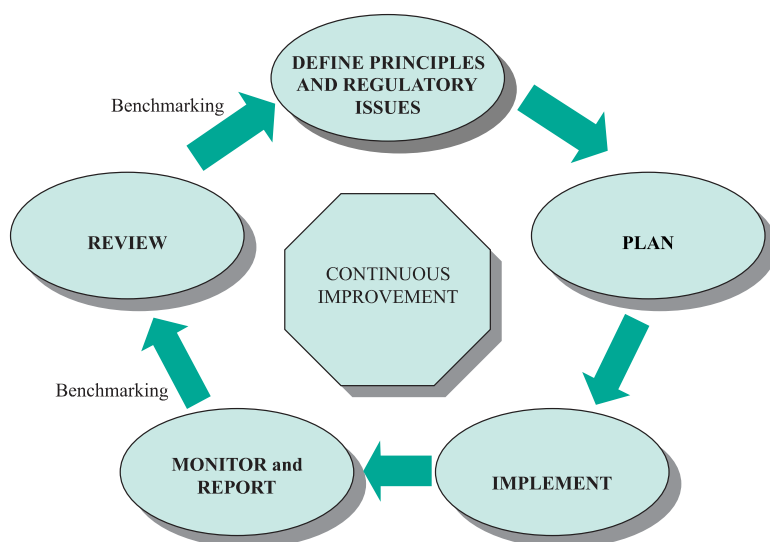 DEFINE PRINCIPLES
AND REGULATORY
ISSUES
Benchmarking
PLAN
REVIEW
CONTINUOUS
IMPROVEMENT
Benchmarking
MONITOR and
REPORT
IMPLEMENT